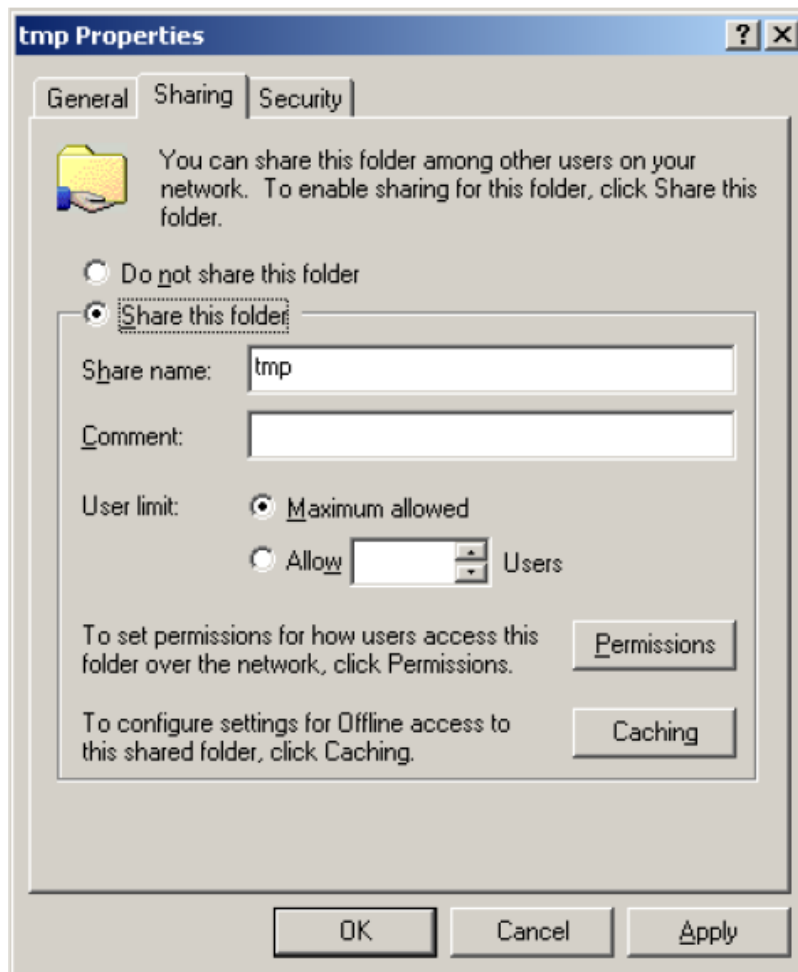 tmp Properties
General Sharing Security
You can share this folder among other users on your
network. To enable sharing for this folder, click Share this
folder.
Do not share this folder
Share this folder
Share name: tmp
Comment:
User limit: Maximum allowed
Allow Users
To set permissions for how users access this
folder over the network, click Permissions.
Permissions
To configure settings for Offline access to
this shared folder, click Caching.
Caching
OK Cancel Apply